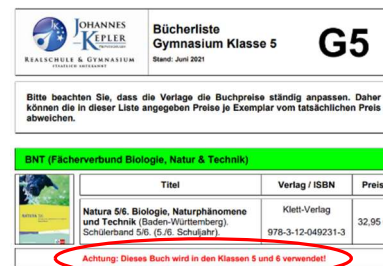 JOHANNES
KEPLER
REALSCHULE & GYMNASIUM
STAATLICH ANERKANNT
Bücherliste
Gymnasium Klasse 5
Stand: Juni 2021
G5
Bitte beachten Sie, dass die Verlage die Buchpreise ständig anpassen. Daher
können die in dieser Liste angegeben Preise je Exemplar vom tatsächlichen Preis
abweichen.
BNT (Fächerverbund Biologie, Natur & Technik)
Titel
Verlag / ISBN
Preis
Natura 5/6. Biologie, Naturphänomene
und Technik (Baden-Württemberg).
Schülerband 5/6. (5./6. Schuljahr).
Klett-Verlag
978-3-12-049231-3
32,95
Achtung: Dieses Buch wird in den Klassen 5 und 6 verwendet!